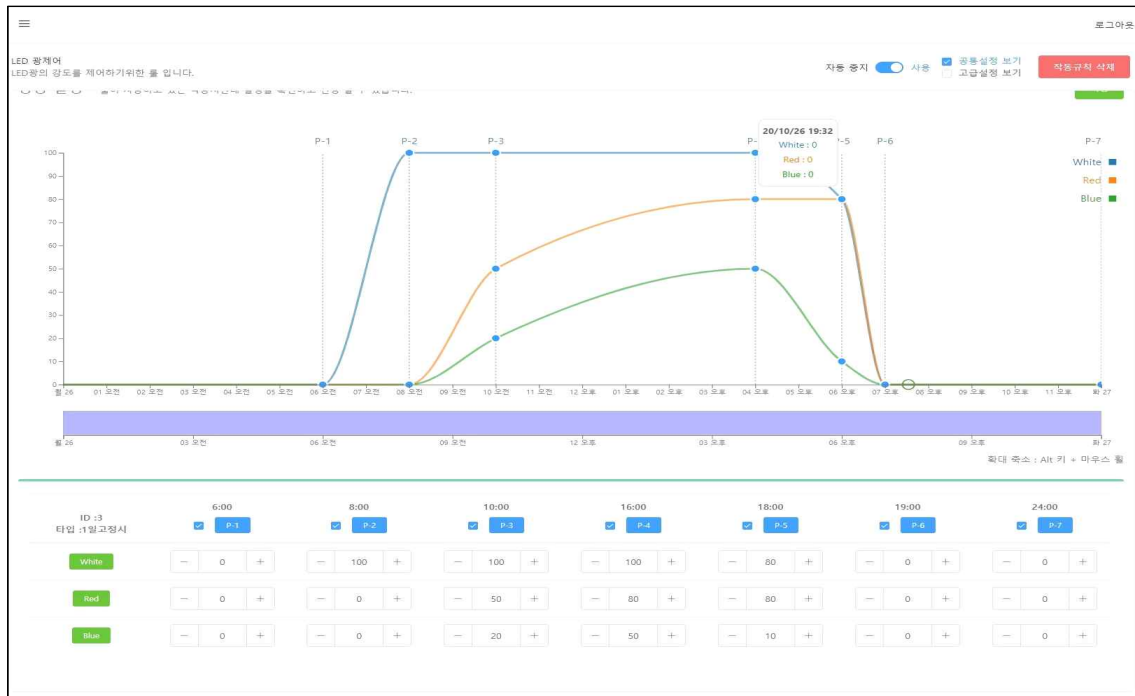 로그아웃
LED 광제어
LED광의 강도를 제어하기위한 룰 입니다.
자동 중지 사용
공통설정 보기
고급설정 보기
작동규칙 삭제
P-1 P-2 P-3 P-5 P-6 P-7
20/10/26 19:32
White : 0
Red : 0
Blue : 0
White
Red
Blue
100
90
80
70
60
50
40
30
20
10
0
월 26 01 오전 02 오전 03 오전 04 오전 05 오전 06 오전 07 오전 08 오전 09 오전 10 오전 11 오전 12 오후 01 오후 02 오후 03 오후 04 오후 05 오후 06 오후 07 오후 08 오후 09 오후 10 오후 11 오후 화 27
월 26 03 오전 06 오전 09 오전 12 오후 03 오후 06 오후 09 오후 화 27
확대 축소 : Alt 키 + 마우스 휠
ID :3
타입 :1일고정시
6:00 8:00 10:00 16:00 18:00 19:00 24:00
P-1 P-2 P-3 P-4 P-5 P-6 P-7
White − 0 + − 100 + − 100 + − 100 + − 80 + − 0 + − 0 +
Red − 0 + − 0 + − 50 + − 80 + − 80 + − 0 + − 0 +
Blue − 0 + − 0 + − 20 + − 50 + − 10 + − 0 + − 0 +